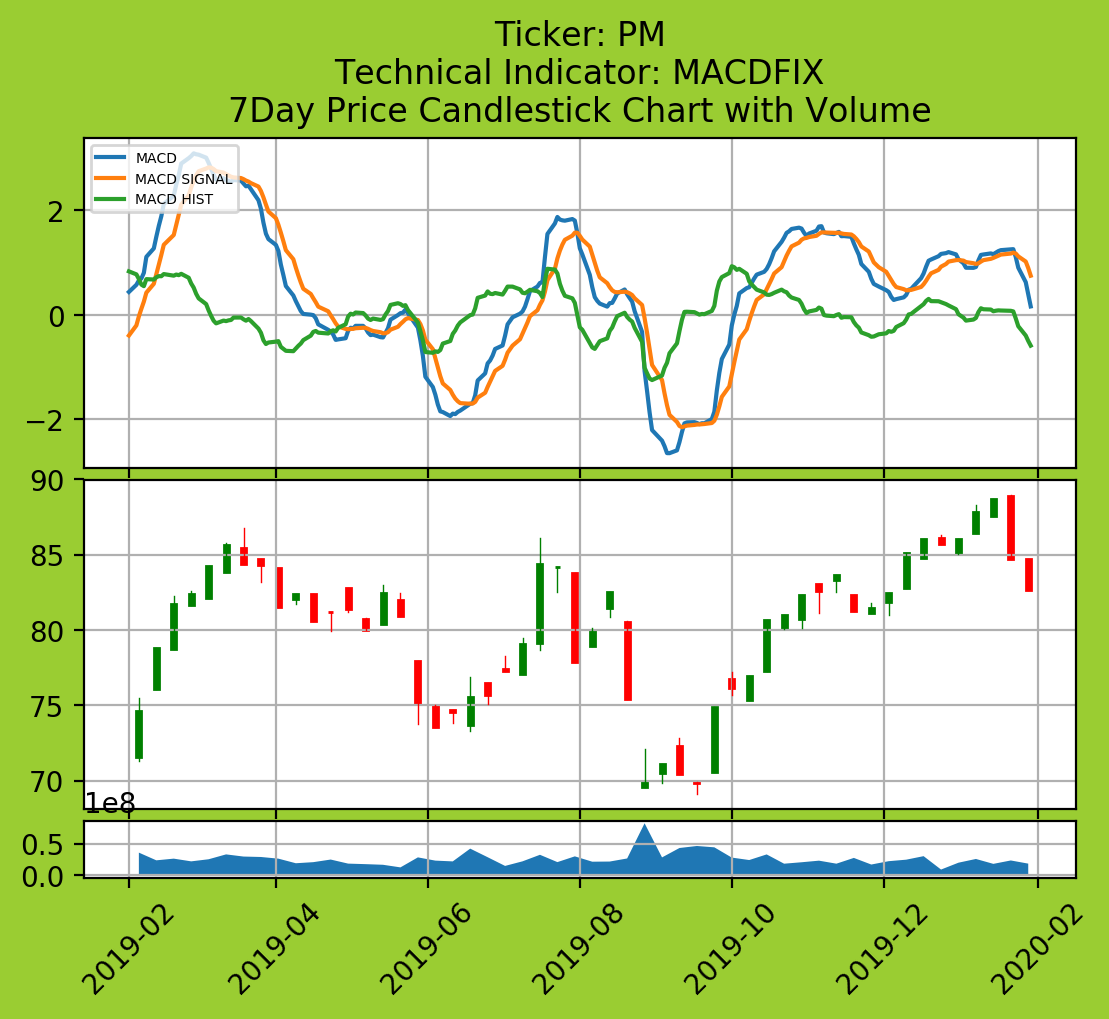 Ticker: PM
Technical Indicator: MACDFIX
7Day Price Candlestick Chart with Volume
MACD
MACD SIGNAL
MACD HIST
2
0
−2
90
85
80
75
70
1e8
0.5
0.0
2019-02
2019-04
2019-06
2019-08
2019-10
2019-12
2020-02